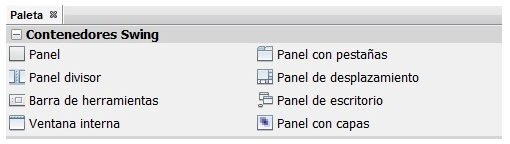 Paleta
Contenedores Swing
Panel
Panel con pestañas
Panel divisor
Panel de desplazamiento
Barra de herramientas
Panel de escritorio
Ventana interna
Panel con capas